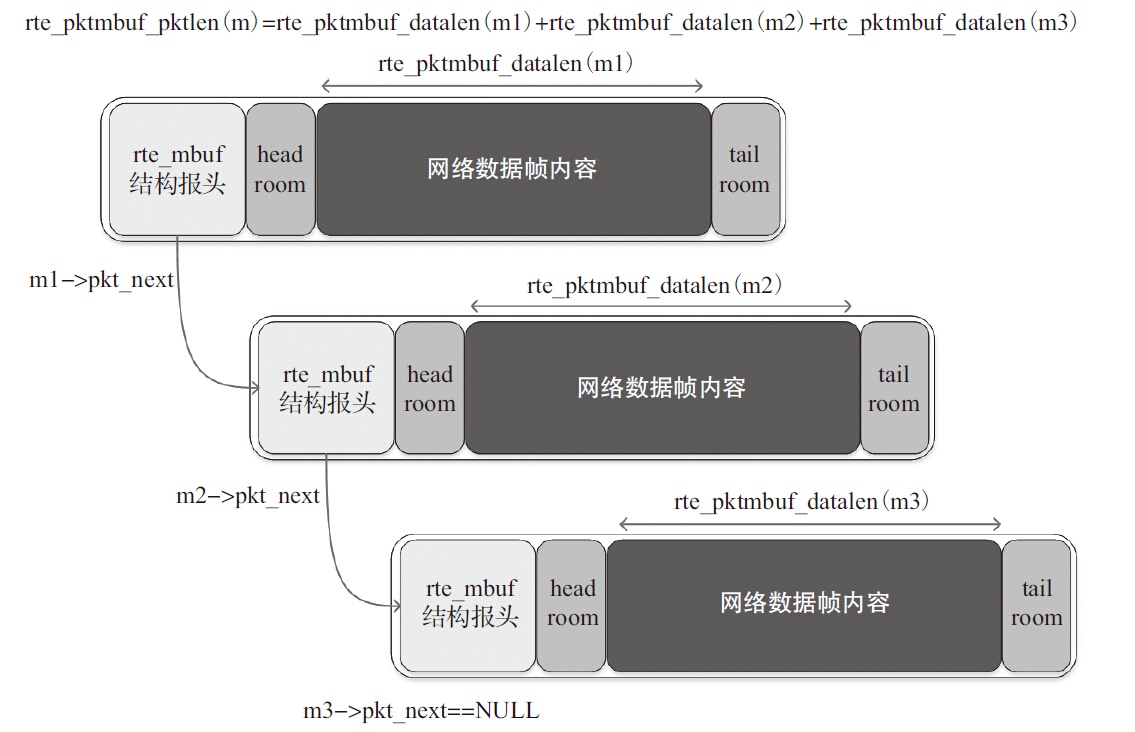 rte_pktmbuf_pktlen(m)=rte_pktmbuf_datalen(m1)+rte_pktmbuf_datalen(m2)+rte_pktmbuf_datalen(m3)
rte_pktmbuf_datalen(m1)
rte_mbuf
结构报头
head
room
网络数据帧内容
tail
room
m1->pkt_next
rte_pktmbuf_datalen(m2)
rte_mbuf
结构报头
head
room
网络数据帧内容
tail
room
m2->pkt_next
rte_pktmbuf_datalen(m3)
rte_mbuf
结构报头
head
room
网络数据帧内容
tail
room
m3->pkt_next==NULL